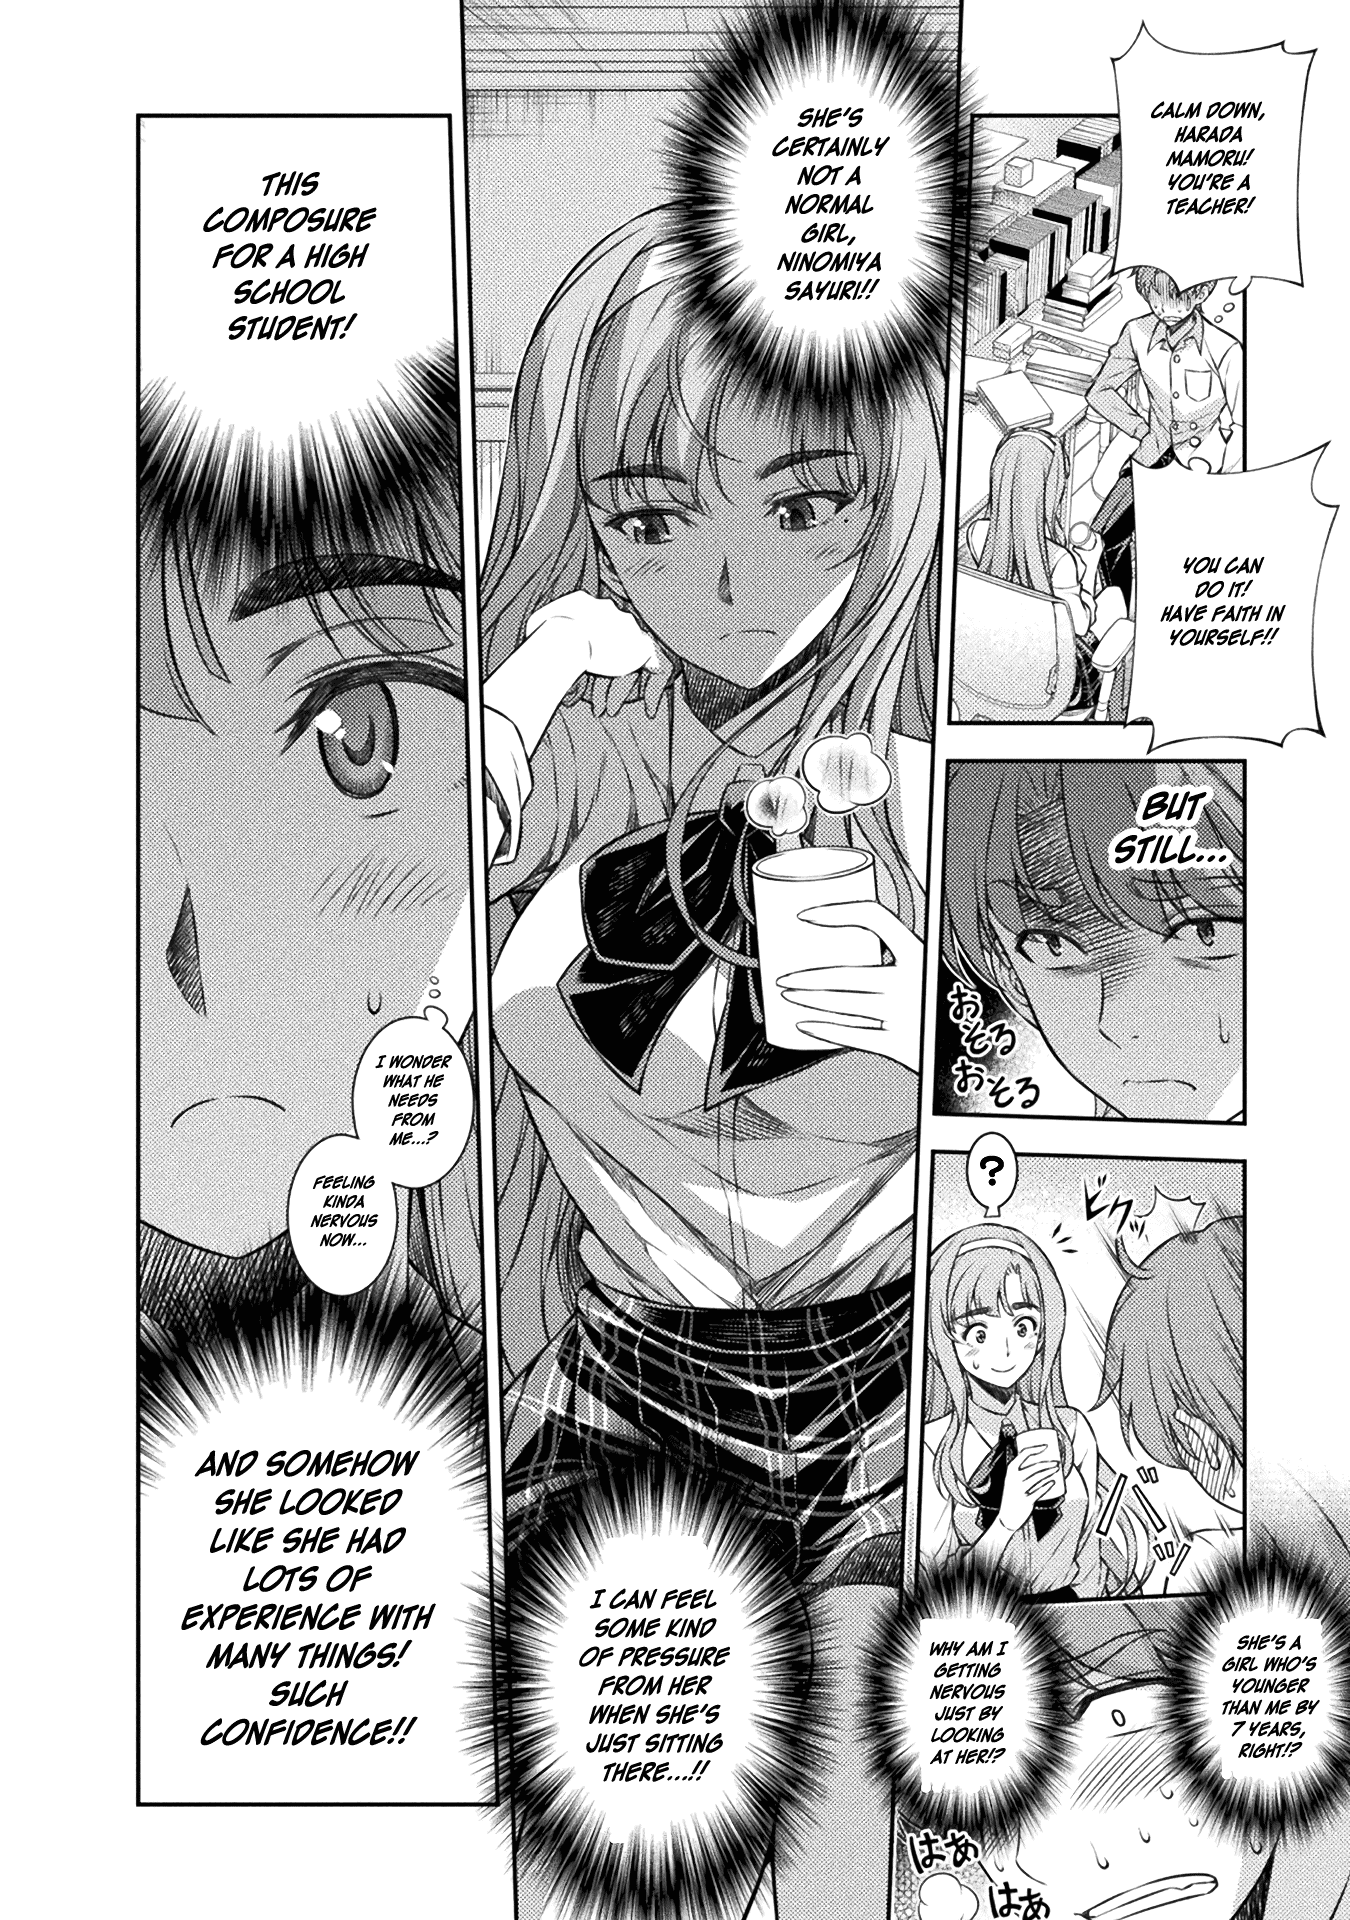 CALM DOWN,
HARADA
MAMORU!
YOU'RE A
TEACHER!
YOU CAN
DO IT!
HAVE FAITH IN
YOURSELF!!
BUT
STILL...
おそる
おそる
?
ビクッ
SHE'S A
GIRL WHO'S
YOUNGER
THAN ME BY
7 YEARS,
RIGHT!?
WHY AM I
GETTING
NERVOUS
JUST BY
LOOKING
AT HER!?
はあ
はあ
SHE'S
CERTAINLY
NOT A
NORMAL
GIRL,
NINOMIYA
SAYURI!!
I CAN FEEL
SOME KIND
OF PRESSURE
FROM HER
WHEN SHE'S
JUST SITTING
THERE...!!
THIS
COMPOSURE
FOR A HIGH
SCHOOL
STUDENT!
I WONDER
WHAT HE
NEEDS
FROM
ME...?
FEELING
KINDA
NERVOUS
NOW...
AND SOMEHOW
SHE LOOKED
LIKE SHE HAD
LOTS OF
EXPERIENCE WITH
MANY THINGS!
SUCH
CONFIDENCE!!